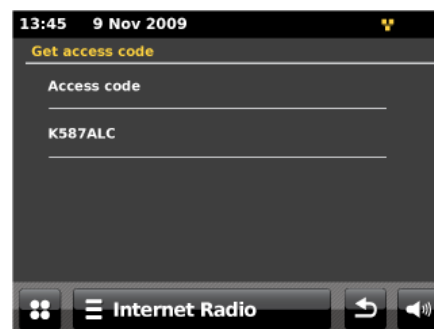 13:45 9 Nov 2009
Get access code
Access code
K587ALC
Internet Radio